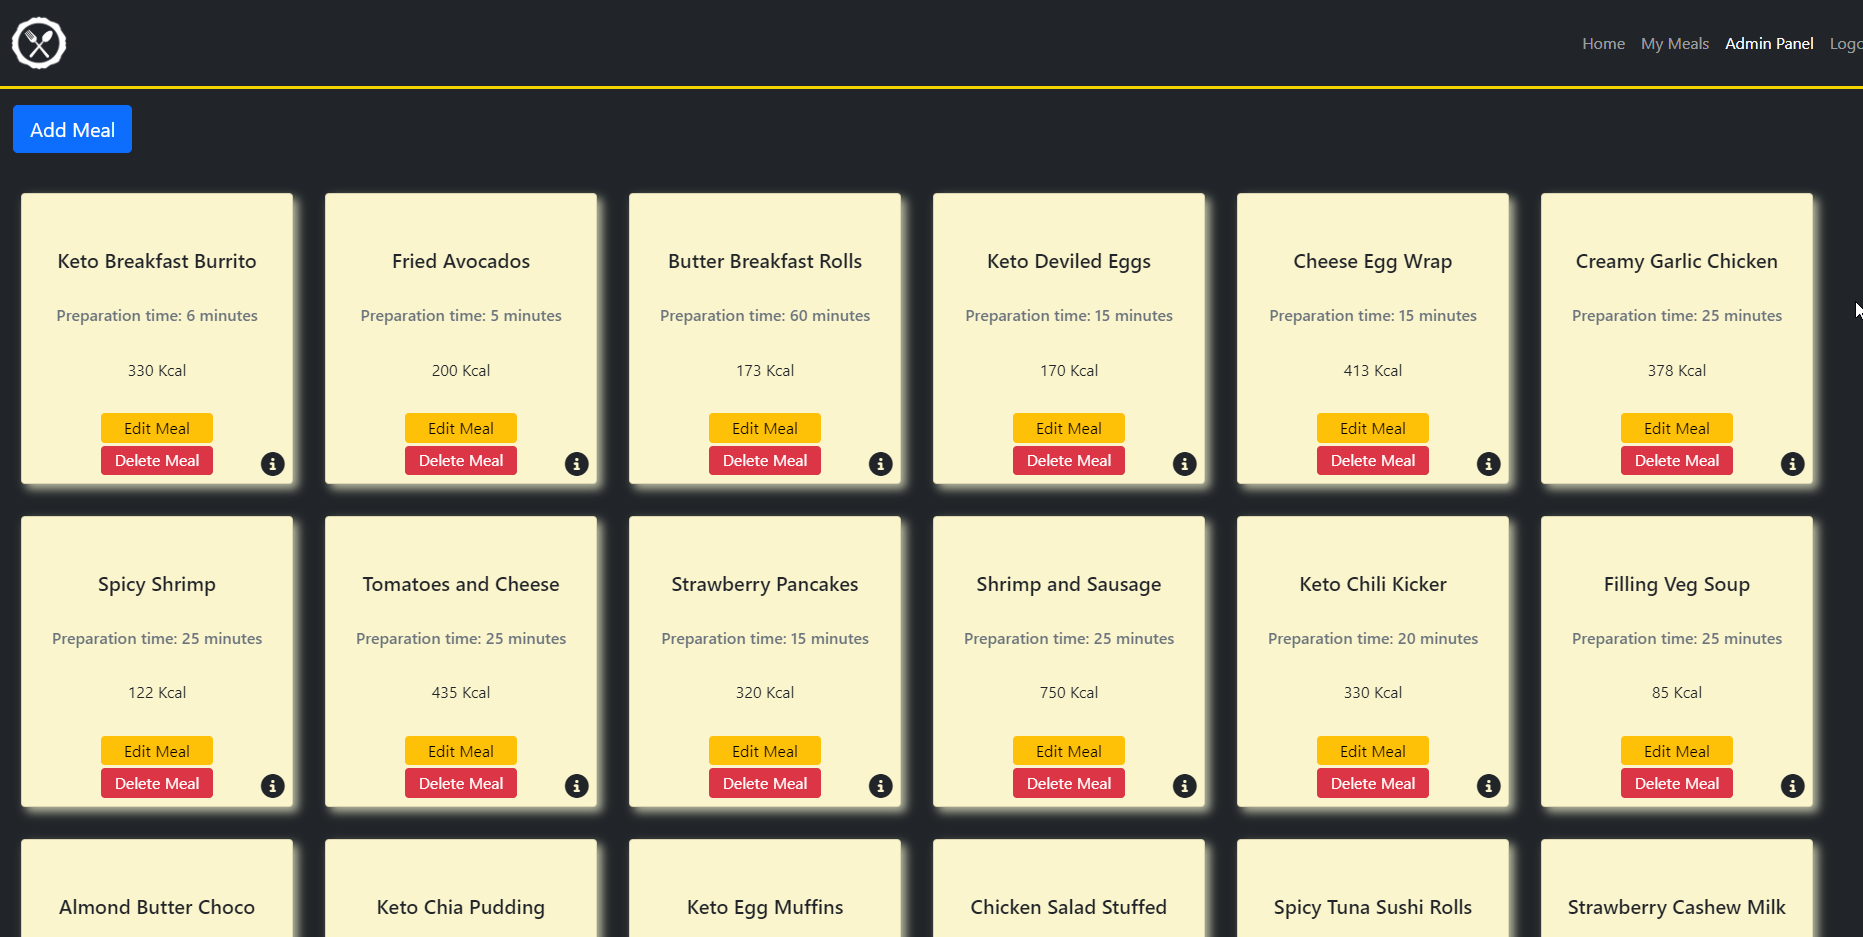 Home My Meals Admin Panel Logo
Add Meal
Keto Breakfast Burrito
Preparation time: 6 minutes
330 Kcal
Edit Meal
Delete Meal
Fried Avocados
Preparation time: 5 minutes
200 Kcal
Edit Meal
Delete Meal
Butter Breakfast Rolls
Preparation time: 60 minutes
173 Kcal
Edit Meal
Delete Meal
Keto Deviled Eggs
Preparation time: 15 minutes
170 Kcal
Edit Meal
Delete Meal
Cheese Egg Wrap
Preparation time: 15 minutes
413 Kcal
Edit Meal
Delete Meal
Creamy Garlic Chicken
Preparation time: 25 minutes
378 Kcal
Edit Meal
Delete Meal
Spicy Shrimp
Preparation time: 25 minutes
122 Kcal
Edit Meal
Delete Meal
Tomatoes and Cheese
Preparation time: 25 minutes
435 Kcal
Edit Meal
Delete Meal
Strawberry Pancakes
Preparation time: 15 minutes
320 Kcal
Edit Meal
Delete Meal
Shrimp and Sausage
Preparation time: 25 minutes
750 Kcal
Edit Meal
Delete Meal
Keto Chili Kicker
Preparation time: 20 minutes
330 Kcal
Edit Meal
Delete Meal
Filling Veg Soup
Preparation time: 25 minutes
85 Kcal
Edit Meal
Delete Meal
Almond Butter Choco
Keto Chia Pudding
Keto Egg Muffins
Chicken Salad Stuffed
Spicy Tuna Sushi Rolls
Strawberry Cashew Milk